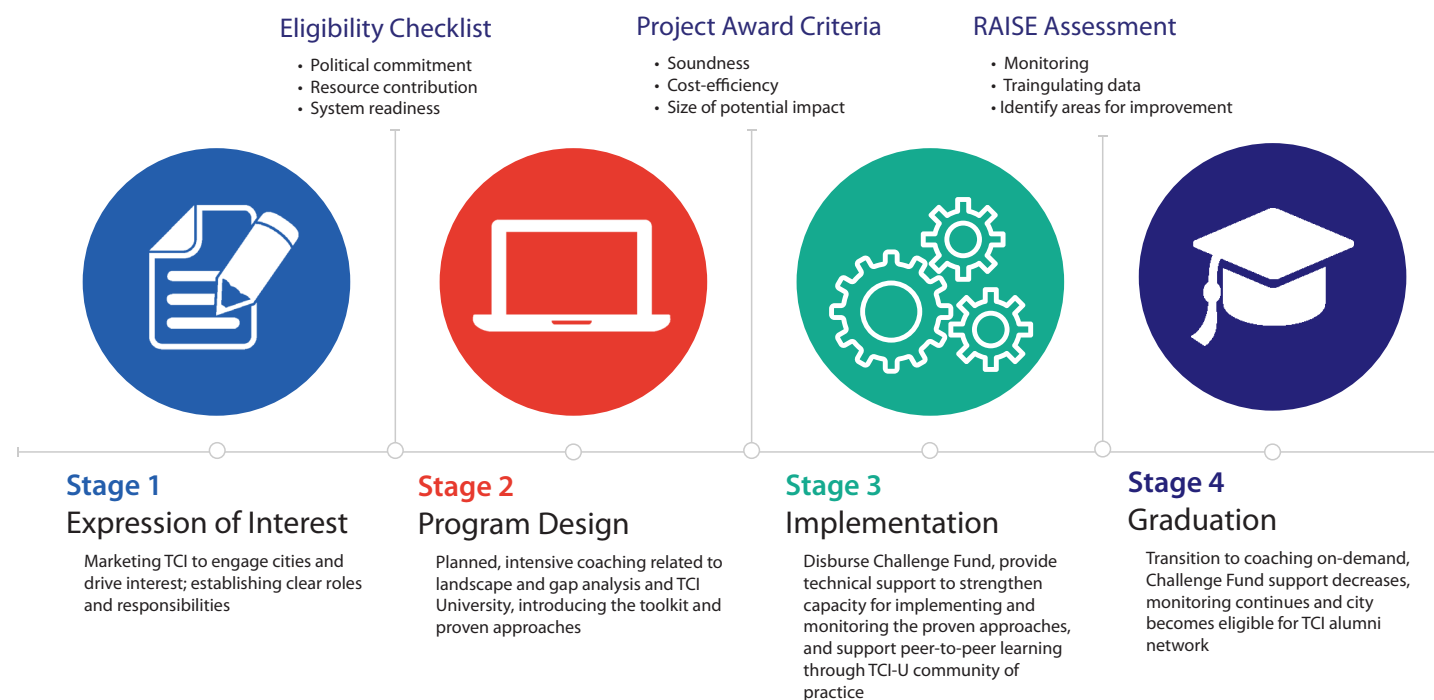 Eligibility Checklist
• Political commitment
• Resource contribution
• System readiness
Project Award Criteria
• Soundness
• Cost-efficiency
• Size of potential impact
RAISE Assessment
• Monitoring
• Traingulating data
• Identify areas for improvement
Stage 1
Expression of Interest
Marketing TCI to engage cities and
drive interest; establishing clear roles
and responsibilities
Stage 2
Program Design
Planned, intensive coaching related to
landscape and gap analysis and TCI
University, introducing the toolkit and
proven approaches
Stage 3
Implementation
Disburse Challenge Fund, provide
technical support to strengthen
capacity for implementing and
monitoring the proven approaches,
and support peer-to-peer learning
through TCI-U community of
practice
Stage 4
Graduation
Transition to coaching on-demand,
Challenge Fund support decreases,
monitoring continues and city
becomes eligible for TCI alumni
network